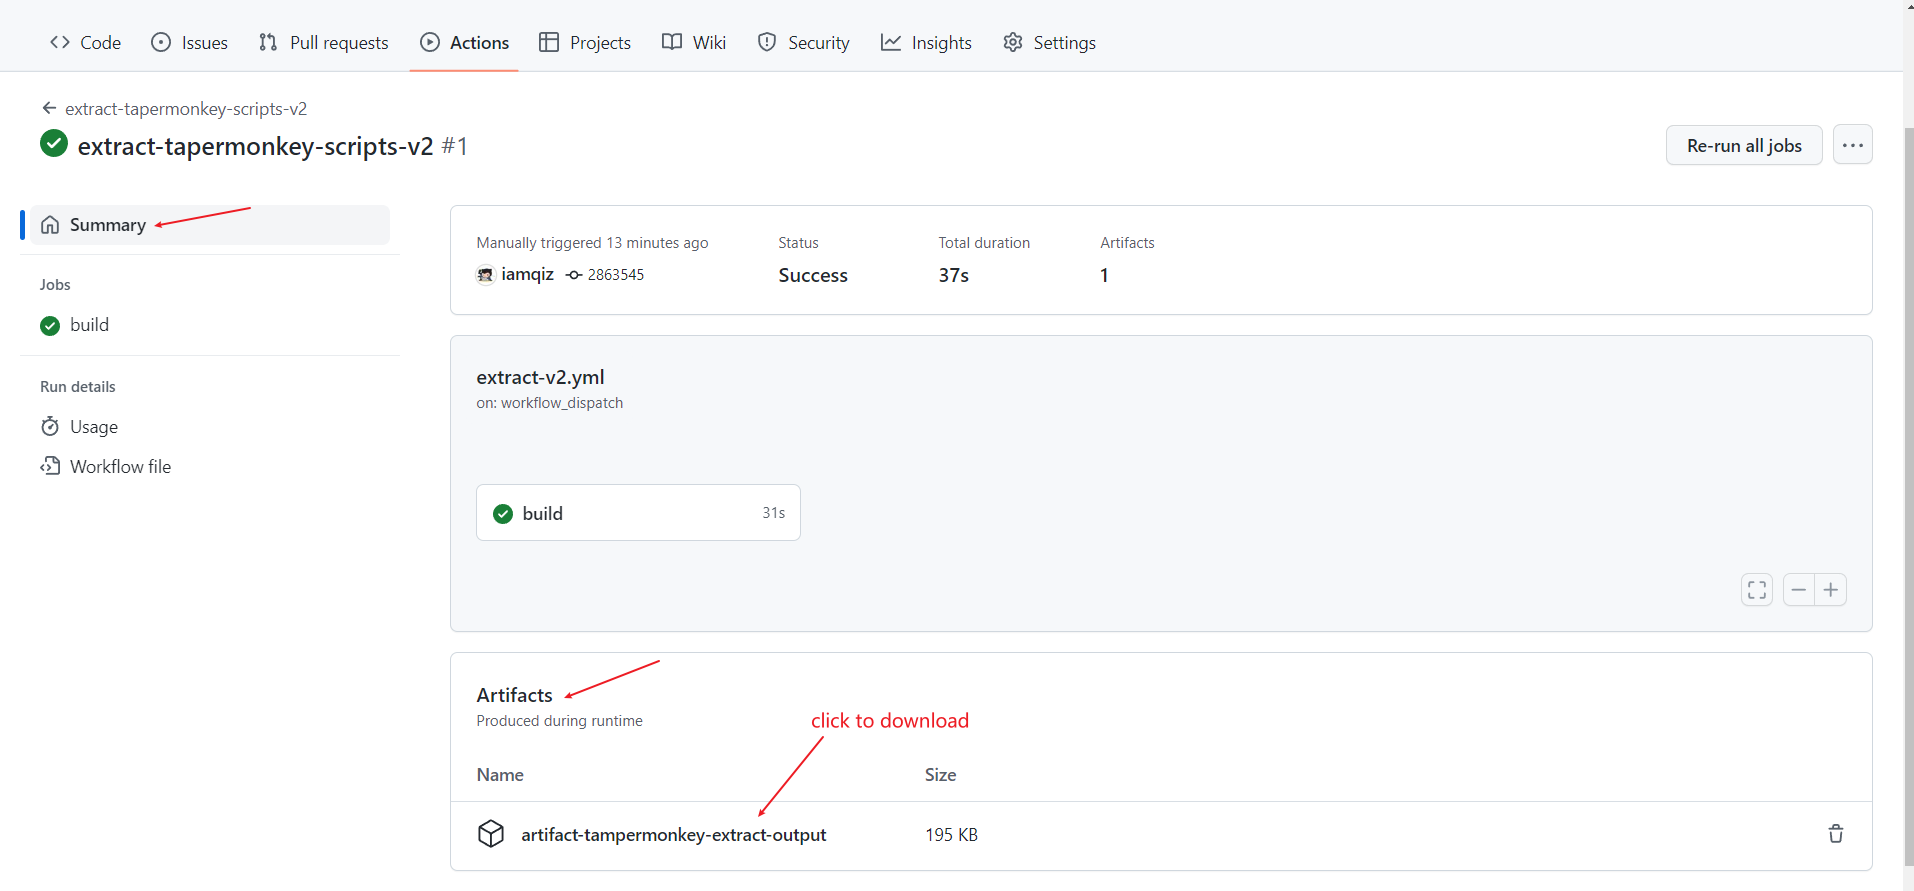 Code Issues Pull requests Actions Projects Wiki Security Insights Settings
extract-tapermonkey-scripts-v2
extract-tapermonkey-scripts-v2 #1
Re-run all jobs
Summary
Jobs
build
Run details
Usage
Workflow file
Manually triggered 13 minutes ago
iamqiz 2863545
Status
Success
Total duration
37s
Artifacts
1
extract-v2.yml
on: workflow_dispatch
build 31s
Artifacts
Produced during runtime
click to download
Name Size
artifact-tampermonkey-extract-output 195 KB